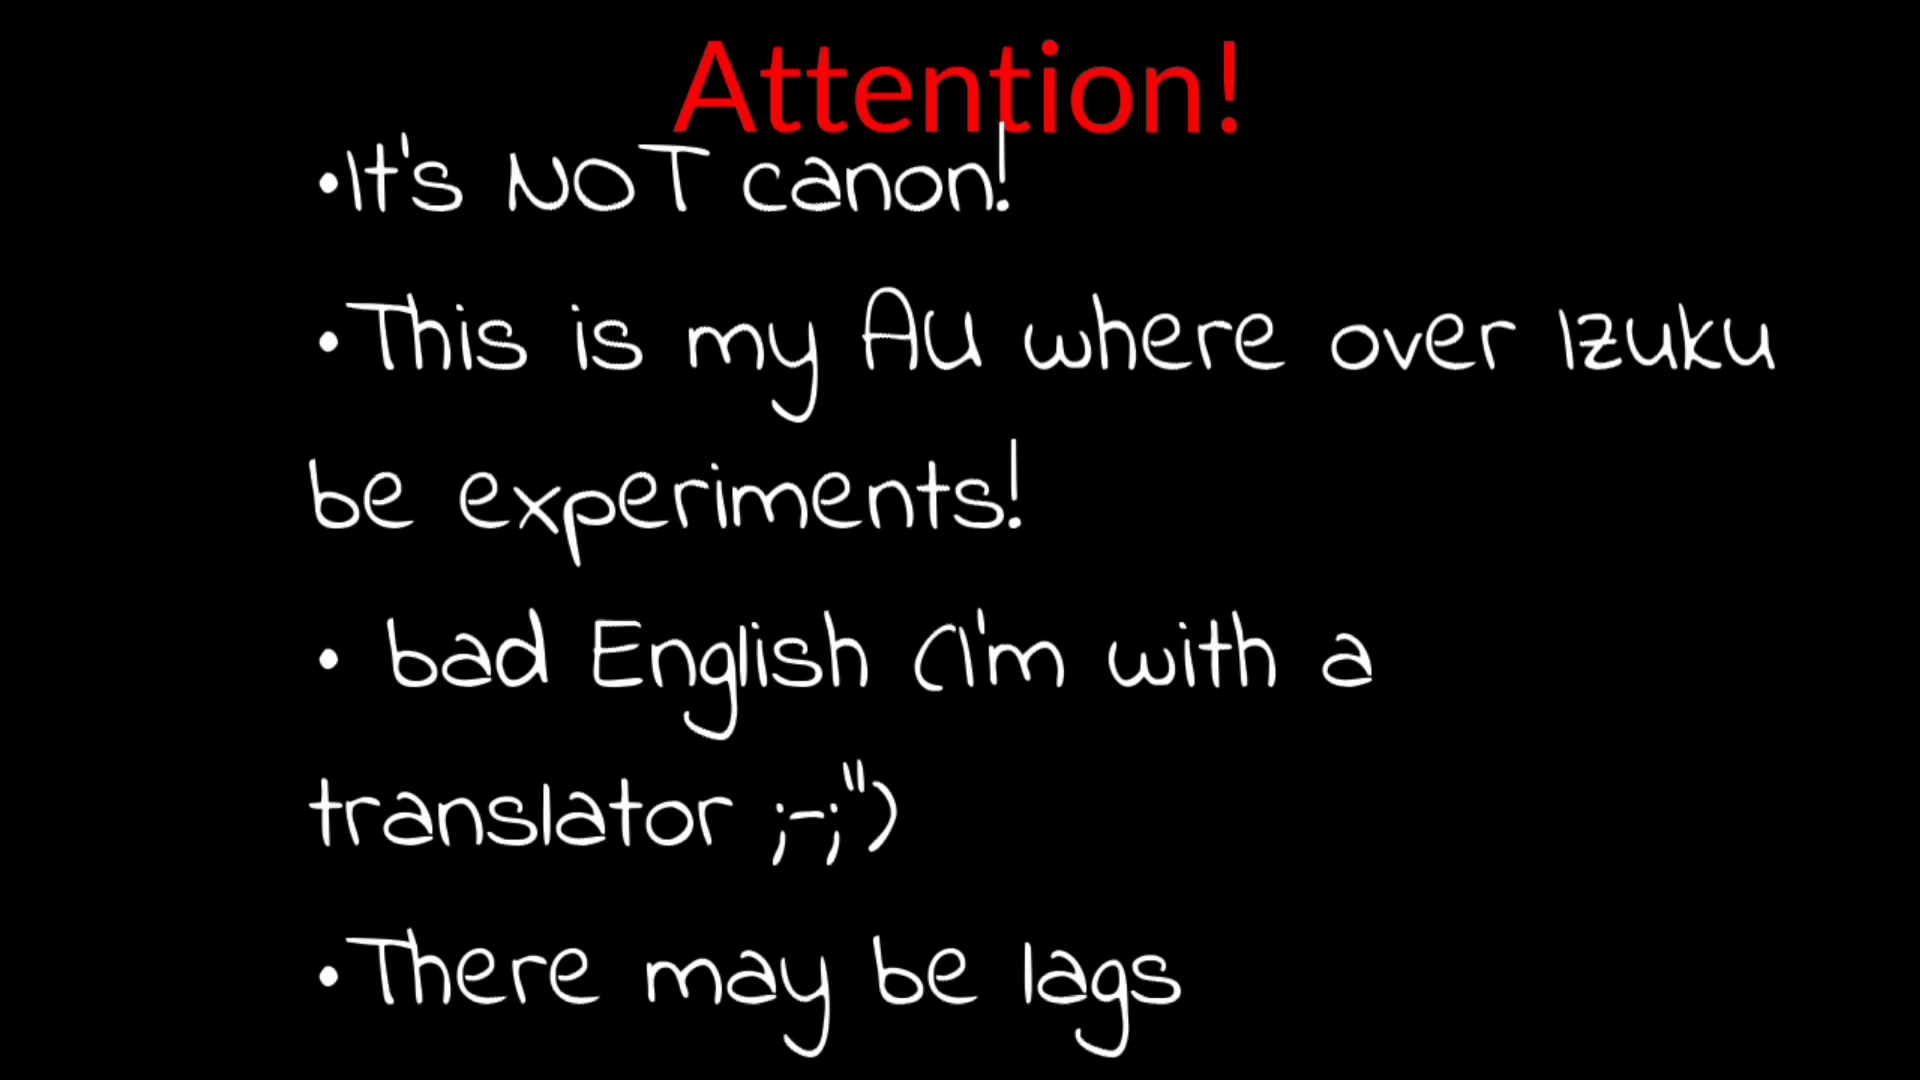 Attention!
•It's NOT canon!
•This is my AU where over Izuku
be experiments!
• bad English (I'm with a
translator ;-;")
•There may be lags